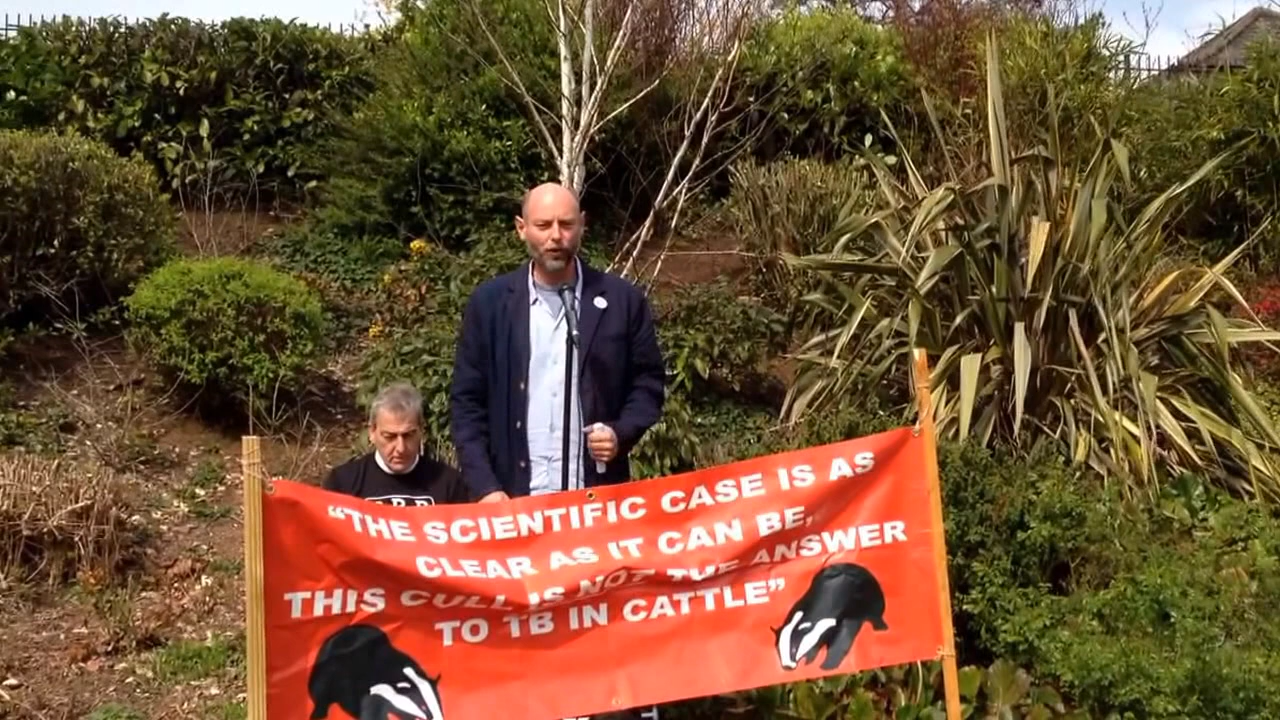 “THE SCIENTIFIC CASE IS AS
CLEAR AS IT CAN BE,
THIS CULL IS NOT THE ANSWER
TO TB IN CATTLE”